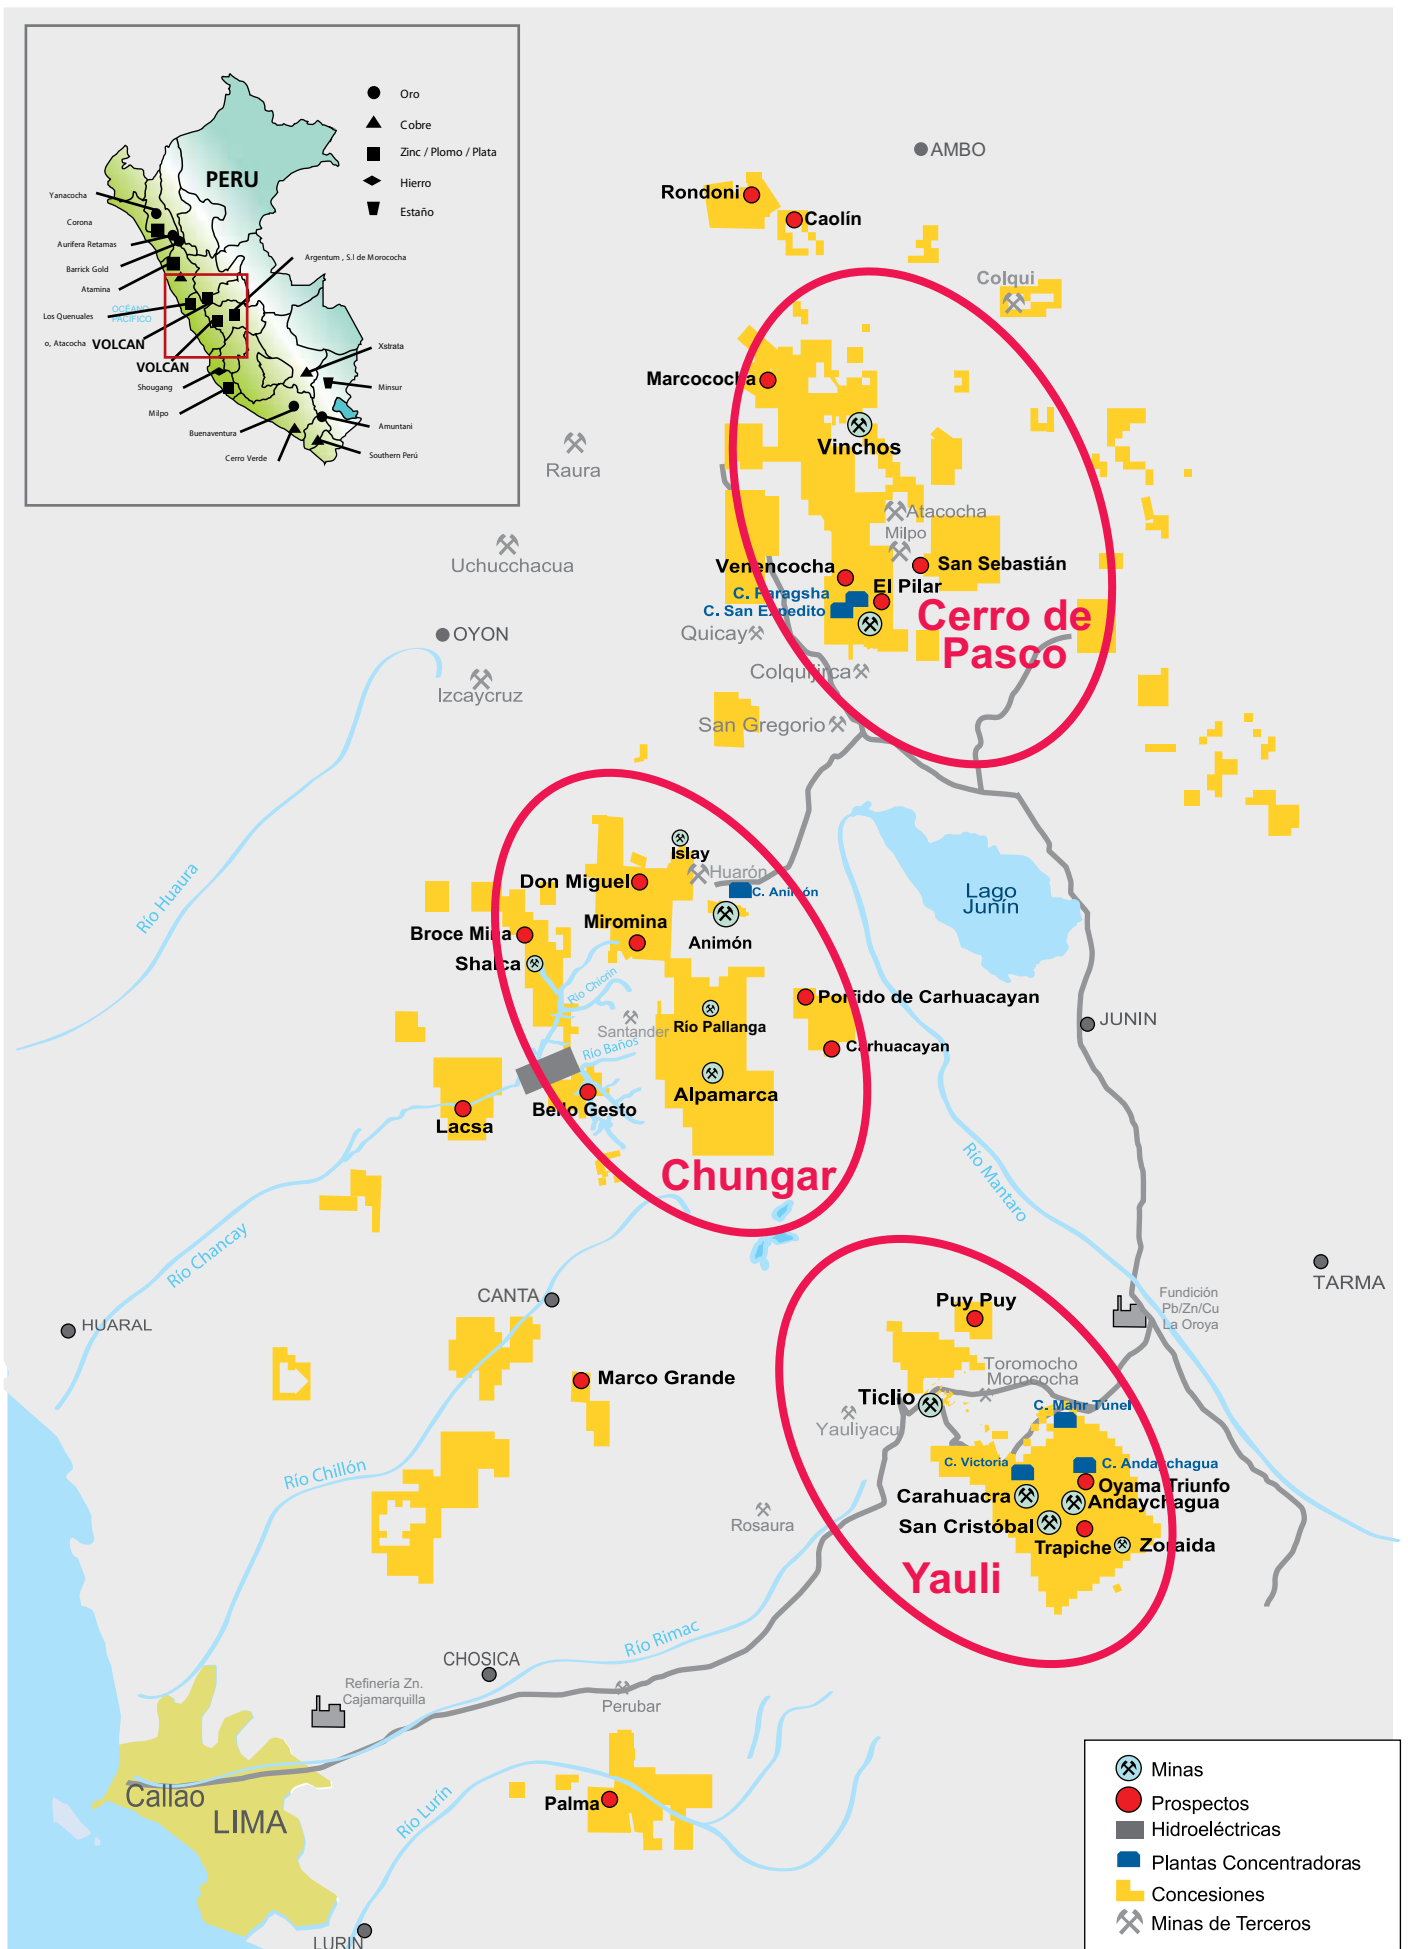 Oro
Cobre
Zinc / Plomo / Plata
Hierro
Estaño
PERU
Yanacocha
Corona
Aurífera Retamas
Barrick Gold
Atamina
Argentum , S.I de Morococha
Los Quenuales
OCÉANO
PACÍFICO
o, Atacocha
VOLCAN
VOLCAN
Xstrata
Shougang
Minsur
Milpo
Buenaventura
Amuntani
Cerro Verde
Southern Perú
AMBO
Rondoni
Caolín
Colqui
Marcococha
Vinchos
Raura
Atacocha
Milpo
Uchucchacua
Venencocha
San Sebastián
El Pilar
C. Paragsha
C. San Expedito
Cerro de
Pasco
OYON
Quicay
Colquijirca
Izcaycruz
San Gregorio
Islay
Huarón
Don Miguel
C. Animón
Lago
Junín
Río Huaura
Miromina
Broce Mina
Animón
Shalca
Río Chicrin
Porfido de Carhuacayan
Santander
Río Pallanga
JUNIN
Río Baños
Carhuacayan
Alpamarca
Bello Gesto
Lacsa
Chungar
Río Mantaro
Río Chancay
TARMA
CANTA
Puy Puy
Fundición
Pb/Zn/Cu
La Oroya
HUARAL
Toromocho
Morococha
Marco Grande
Ticlio
C. Mahr Túnel
Yauliyacu
C. Victoria
C. Andaychagua
Río Chillón
Oyama Triunfo
Carahuacra
Andaychagua
San Cristóbal
Rosaura
Trapiche
Zoraida
Yauli
Río Rimac
CHOSICA
Refineria Zn.
Cajamarquilla
Perubar
Callao
LIMA
Palma
Río Lurín
LURIN
Minas
Prospectos
Hidroeléctricas
Plantas Concentradoras
Concesiones
Minas de Terceros